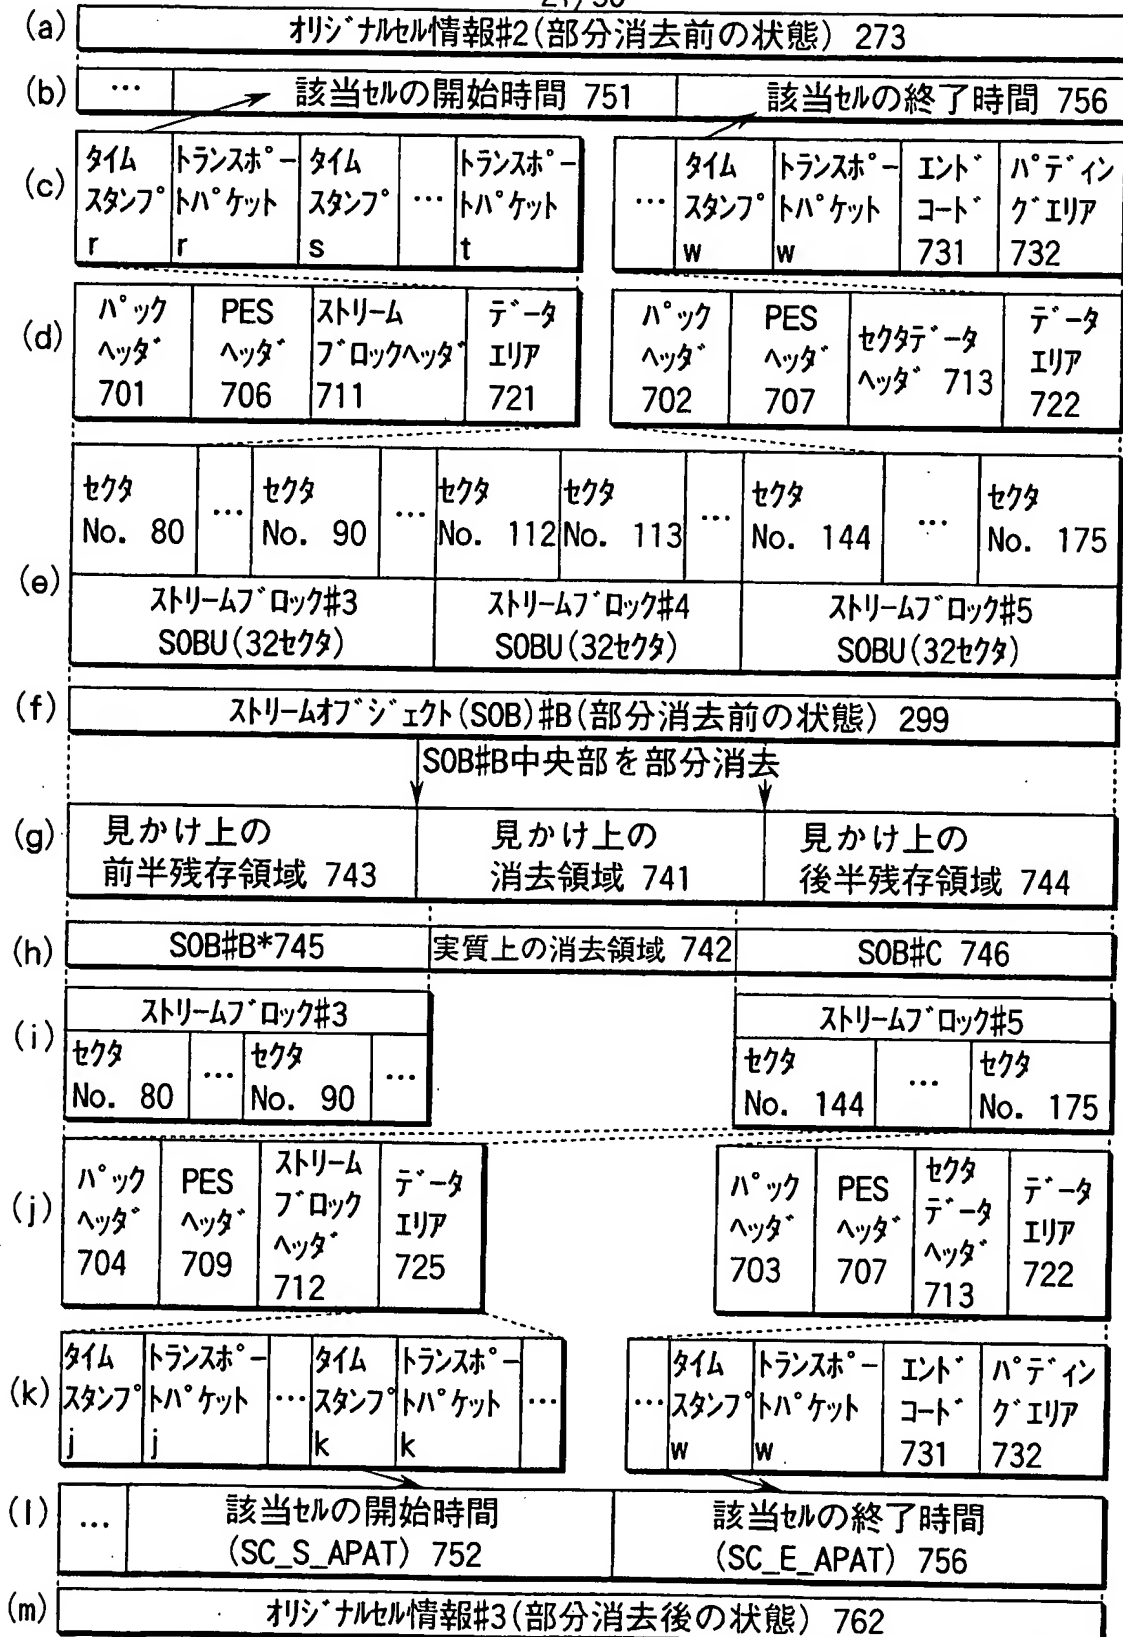 (a) オリジナルセル情報#2(部分消去前の状態) 273
(b) … 該当セルの開始時間 751 該当セルの終了時間 756
(c)
タイム
スタンプ
r
トランスポー
トパケット
r
タイム
スタンプ
s
…
トランスポー
トパケット
t
…
タイム
スタンプ
w
トランスポー
トパケット
w
エンド
コード
731
パディン
グエリア
732
(d)
パック
ヘッダ
701
PES
ヘッダ
706
ストリーム
ブロックヘッダ
711
データ
エリア
721
パック
ヘッダ
702
PES
ヘッダ
707
セクタデータ
ヘッダ 713
データ
エリア
722
(e)
セクタ
No. 80
…
セクタ
No. 90
…
セクタ
No. 112
セクタ
No. 113
…
セクタ
No. 144
…
セクタ
No. 175
ストリームブロック#3
SOBU(32セクタ)
ストリームブロック#4
SOBU(32セクタ)
ストリームブロック#5
SOBU(32セクタ)
(f) ストリームオブジェクト(SOB)#B(部分消去前の状態) 299
SOB#B中央部を部分消去
(g)
見かけ上の
前半残存領域 743
見かけ上の
消去領域 741
見かけ上の
後半残存領域 744
(h) SOB#B*745 実質上の消去領域 742 SOB#C 746
(i)
ストリームブロック#3
セクタ
No. 80
…
セクタ
No. 90
…
ストリームブロック#5
セクタ
No. 144
…
セクタ
No. 175
(j)
パック
ヘッダ
704
PES
ヘッダ
709
ストリーム
ブロック
ヘッダ
712
データ
エリア
725
パック
ヘッダ
703
PES
ヘッダ
707
セクタ
データ
ヘッダ
713
データ
エリア
722
(k)
タイム
スタンプ
j
トランスポー
トパケット
j
…
タイム
スタンプ
k
トランスポー
トパケット
k
…
…
タイム
スタンプ
w
トランスポー
トパケット
w
エンド
コード
731
パディン
グエリア
732
(l)
…
該当セルの開始時間
(SC_S_APAT) 752
該当セルの終了時間
(SC_E_APAT) 756
(m) オリジナルセル情報#3(部分消去後の状態) 762